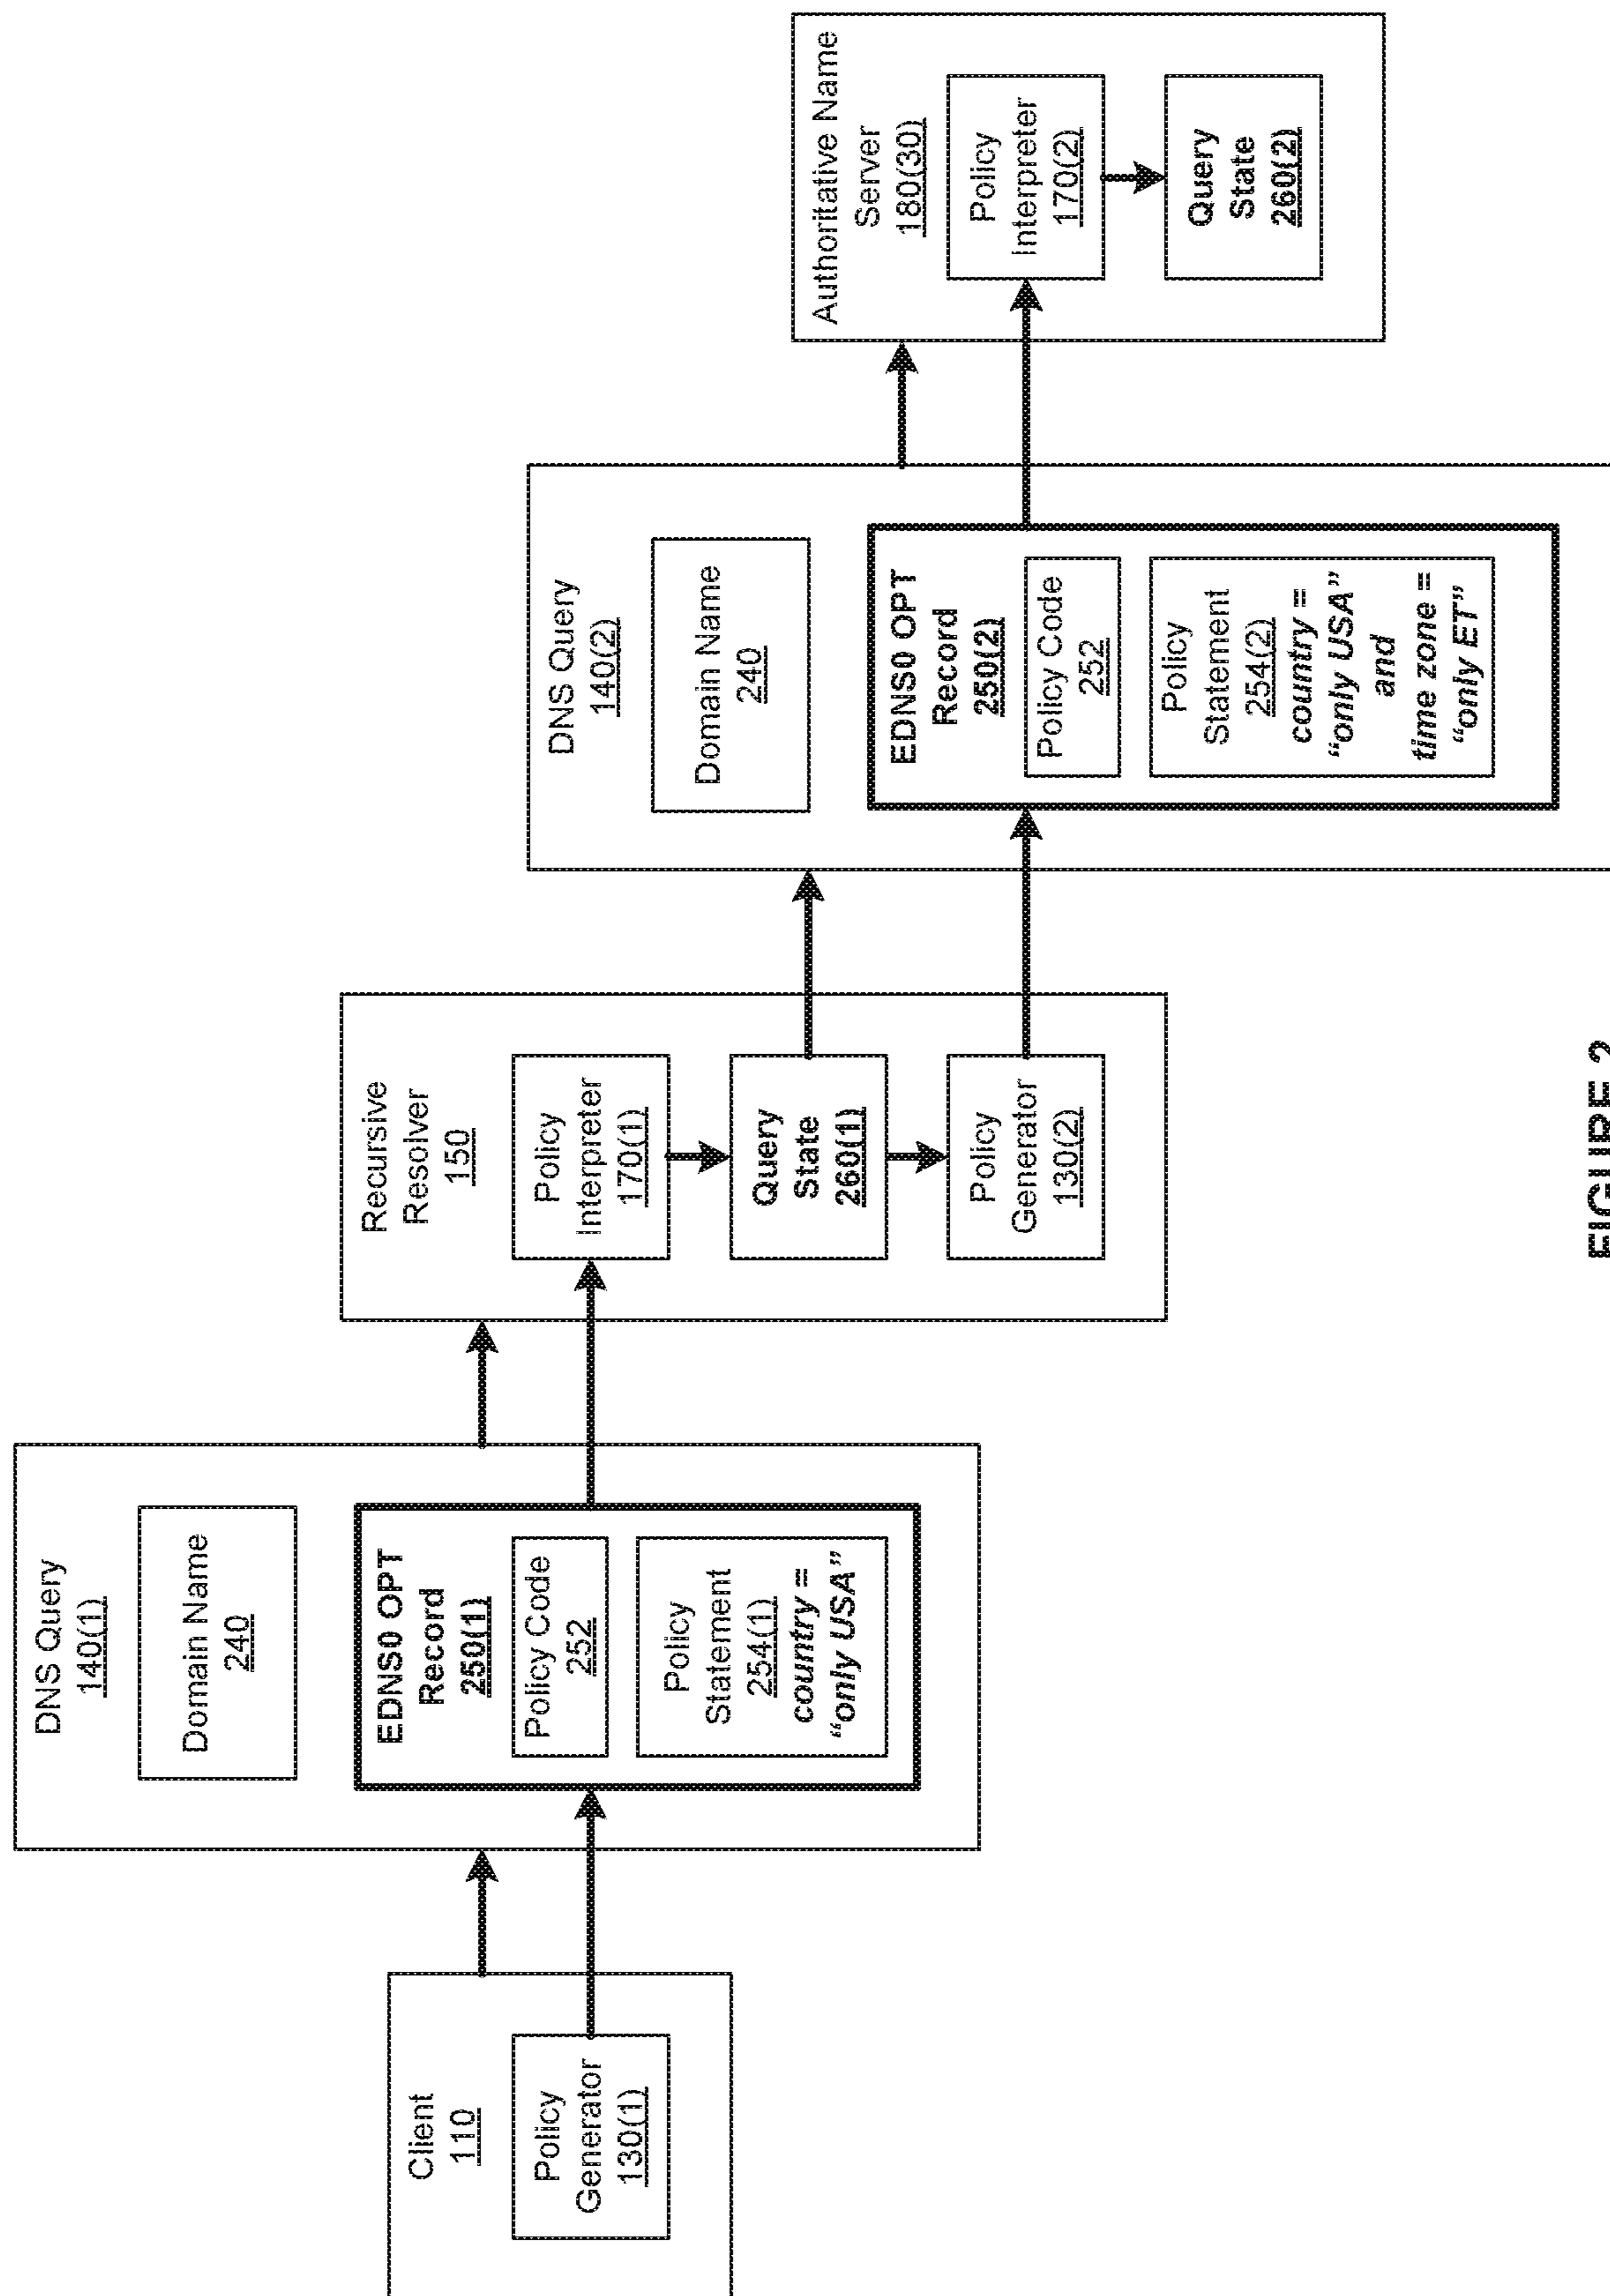 Client
110
Policy
Generator
130(1)
DNS Query
140(1)
Domain Name
240
EDNS0 OPT
Record
250(1)
Policy Code
252
Policy
Statement
254(1)
country =
“only USA”
Recursive
Resolver
150
Policy
Interpreter
170(1)
Query
State
260(1)
Policy
Generator
130(2)
DNS Query
140(2)
Domain Name
240
EDNS0 OPT
Record
250(2)
Policy Code
252
Policy
Statement
254(2)
country =
“only USA”
and
time zone =
“only ET”
Authoritative Name
Server
180(30)
Policy
Interpreter
170(2)
Query
State
260(2)
FIGURE 2